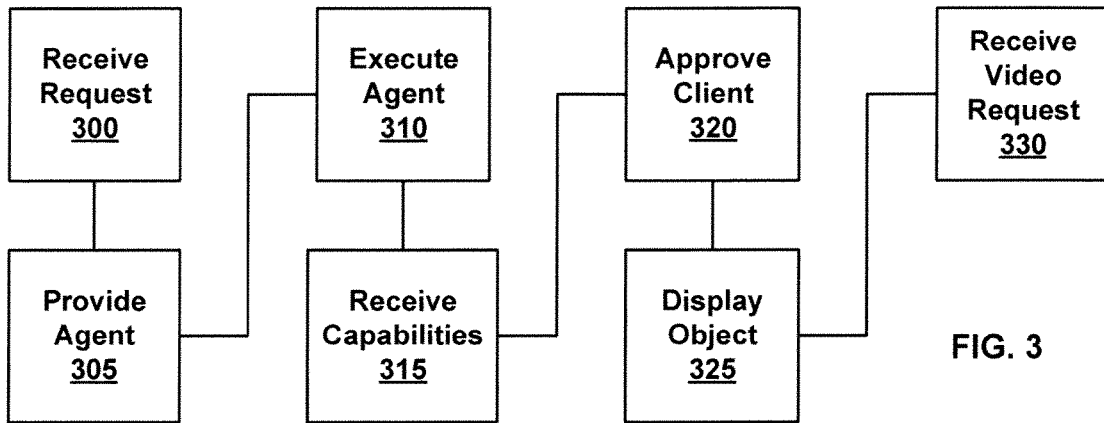 Receive
Request
300
Provide
Agent
305
Execute
Agent
310
Receive
Capabilities
315
Approve
Client
320
Display
Object
325
Receive
Video
Request
330
FIG. 3